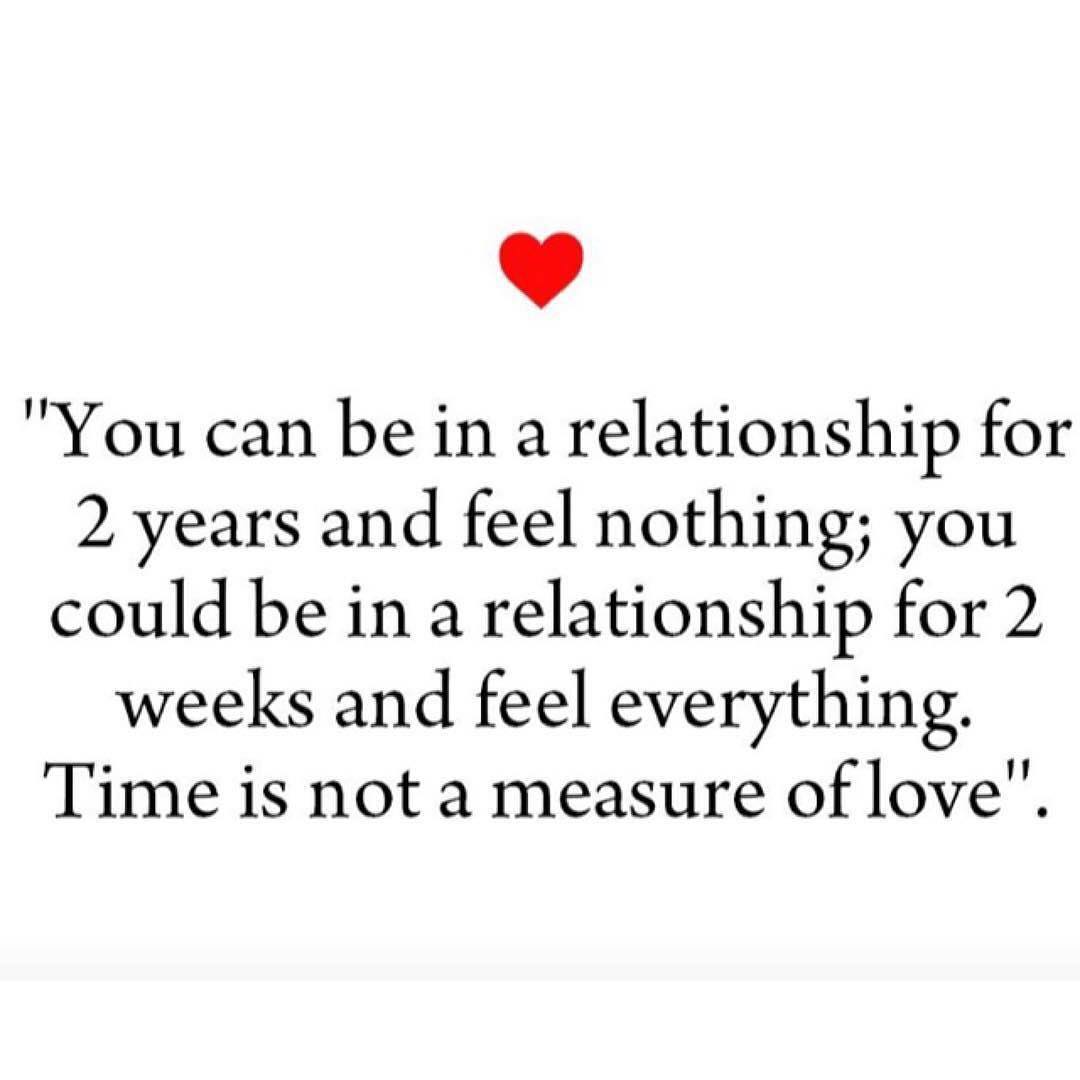 "You can be in a relationship for
2 years and feel nothing; you
could be in a relationship for 2
weeks and feel everything.
Time is not a measure of love".